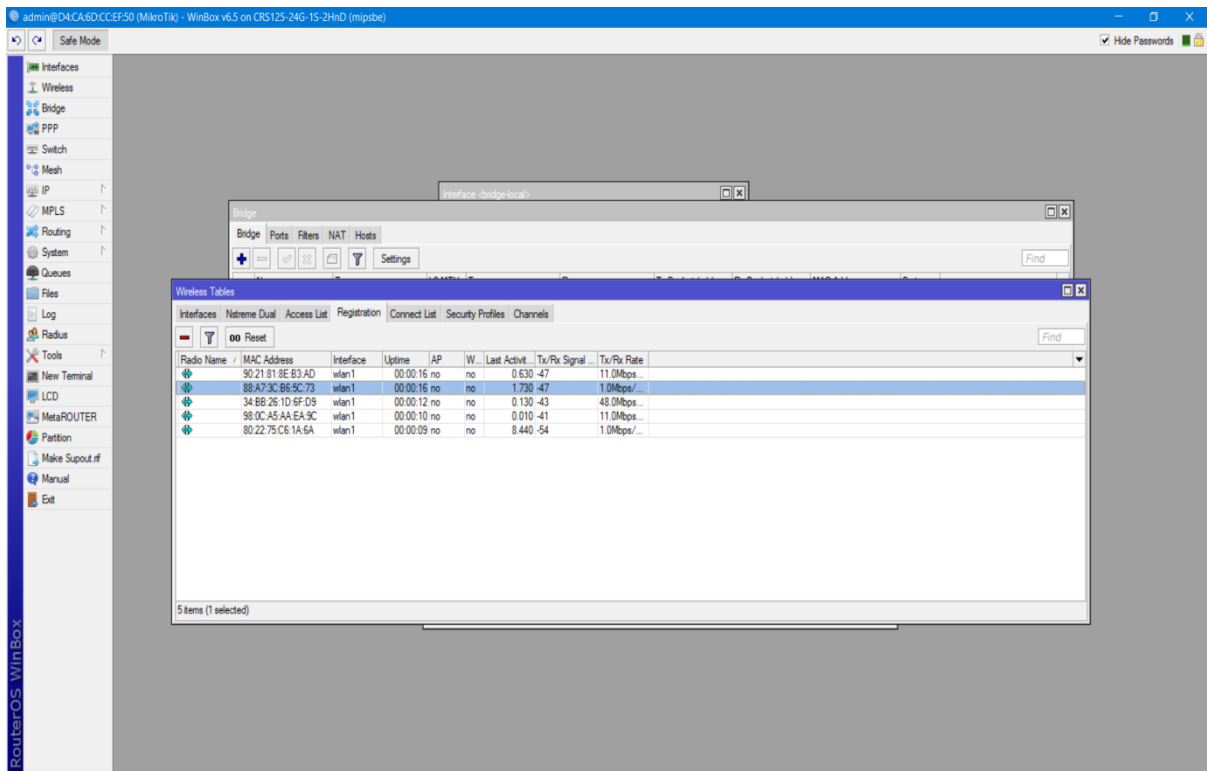 admin@D4:CA:6D:CC:EF:50 (MikroTik) - WinBox v6.5 on CRS125-24G-1S-2HnD (mipsbe)
Safe Mode
Hide Passwords
Interfaces
Wireless
Bridge
PPP
Switch
Mesh
IP
MPLS
Routing
System
Queues
Files
Log
Radius
Tools
New Terminal
LCD
MetaROUTER
Partition
Make Supout.rif
Manual
Exit
RouterOS WinBox
Interface <bridge-local>
Bridge
Bridge Ports Filters NAT Hosts
Settings
Find
Wireless Tables
Interfaces Nstreme Dual Access List Registration Connect List Security Profiles Channels
00 Reset
Find
Radio Name / MAC Address Interface Uptime AP W... Last Activit... Tx/Rx Signal ... Tx/Rx Rate
90:21:81:8E:B3:AD wlan1 00:00:16 no no 0.630 -47 11.0Mbps...
88:A7:3C:B6:5C:73 wlan1 00:00:16 no no 1.730 -47 1.0Mbps/...
34:BB:26:1D:6F:D9 wlan1 00:00:12 no no 0.130 -43 48.0Mbps...
98:0C:A5:AA:EA:9C wlan1 00:00:10 no no 0.010 -41 11.0Mbps...
80:22:75:C6:1A:6A wlan1 00:00:09 no no 8.440 -54 1.0Mbps/...
5 items (1 selected)